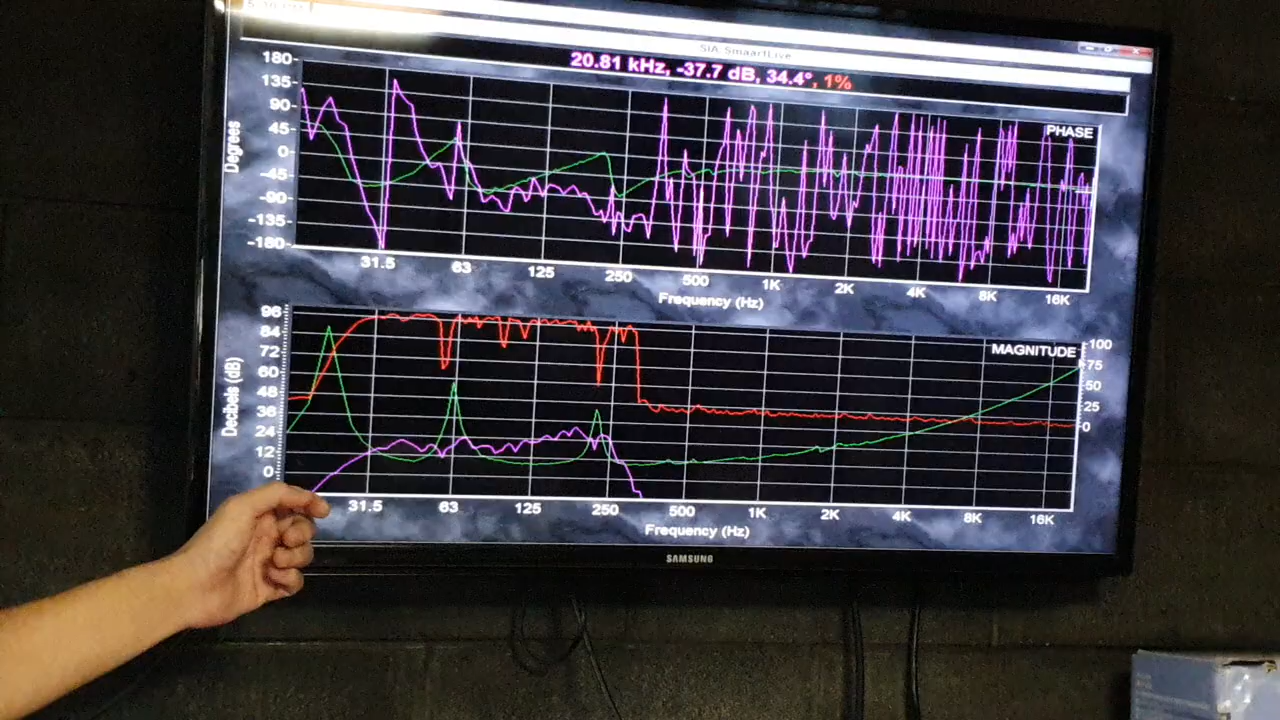 SIA SmaartLive
20.81 kHz, -37.7 dB, 34.4°, 1%
PHASE
Degrees
180
135
90
45
0
-45
-90
-135
-180
31.5 63 125 250 500 1K 2K 4K 8K 16K
Frequency (Hz)
MAGNITUDE
Decibels (dB)
96
84
72
60
48
36
24
12
0
100
75
50
25
0
31.5 63 125 250 500 1K 2K 4K 8K 16K
Frequency (Hz)
SAMSUNG